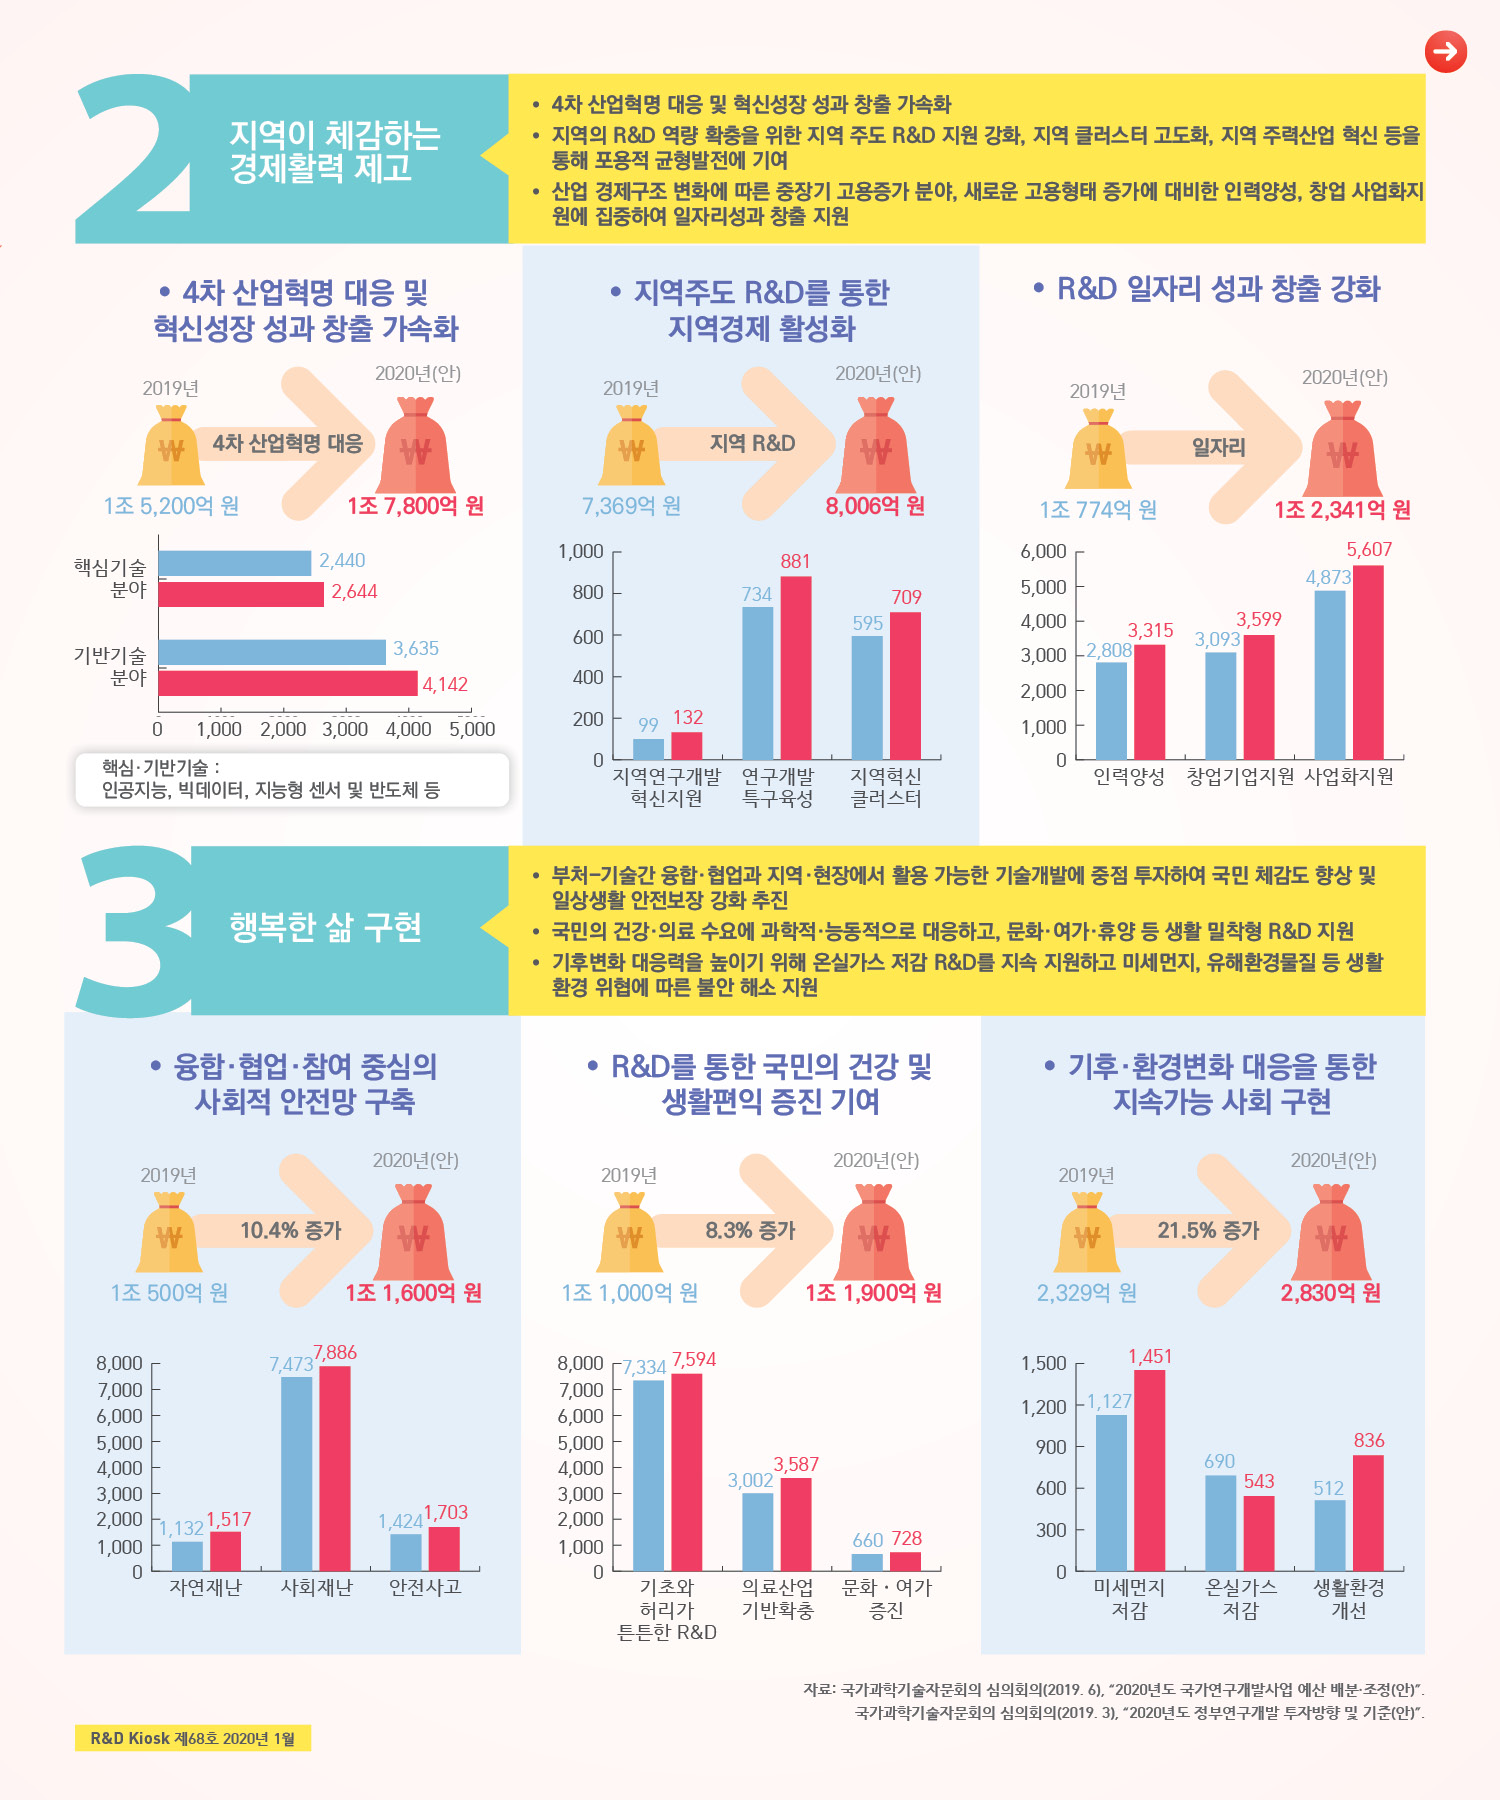 2
지역이 체감하는
경제활력 제고
• 4차 산업혁명 대응 및 혁신성장 성과 창출 가속화
• 지역의 R&D 역량 확충을 위한 지역 주도 R&D 지원 강화, 지역 클러스터 고도화, 지역 주력산업 혁신 등을
통해 포용적 균형발전에 기여
• 산업 경제구조 변화에 따른 중장기 고용증가 분야, 새로운 고용형태 증가에 대비한 인력양성, 창업 사업화지
원에 집중하여 일자리성과 창출 지원
• 4차 산업혁명 대응 및
혁신성장 성과 창출 가속화
2019년
2020년(안)
₩
4차 산업혁명 대응
₩
1조 5,200억 원
1조 7,800억 원
핵심기술
분야
2,440
2,644
기반기술
분야
3,635
4,142
0 1,000 2,000 3,000 4,000 5,000
핵심·기반기술 :
인공지능, 빅데이터, 지능형 센서 및 반도체 등
• 지역주도 R&D를 통한
지역경제 활성화
2019년
2020년(안)
₩
지역 R&D
₩
7,369억 원
8,006억 원
1,000
800
600
400
200
0
99
132
734
881
595
709
지역연구개발
혁신지원
연구개발
특구육성
지역혁신
클러스터
• R&D 일자리 성과 창출 강화
2019년
2020년(안)
₩
일자리
₩
1조 774억 원
1조 2,341억 원
6,000
5,000
4,000
3,000
2,000
1,000
0
2,808
3,315
3,093
3,599
4,873
5,607
인력양성
창업기업지원
사업화지원
3
행복한 삶 구현
• 부처-기술간 융합·협업과 지역·현장에서 활용 가능한 기술개발에 중점 투자하여 국민 체감도 향상 및
일상생활 안전보장 강화 추진
• 국민의 건강·의료 수요에 과학적·능동적으로 대응하고, 문화·여가·휴양 등 생활 밀착형 R&D 지원
• 기후변화 대응력을 높이기 위해 온실가스 저감 R&D를 지속 지원하고 미세먼지, 유해환경물질 등 생활
환경 위협에 따른 불안 해소 지원
• 융합·협업·참여 중심의
사회적 안전망 구축
2019년
2020년(안)
₩
10.4% 증가
₩
1조 500억 원
1조 1,600억 원
8,000
7,000
6,000
5,000
4,000
3,000
2,000
1,000
0
1,132
1,517
7,473
7,886
1,424
1,703
자연재난
사회재난
안전사고
• R&D를 통한 국민의 건강 및
생활편익 증진 기여
2019년
2020년(안)
₩
8.3% 증가
₩
1조 1,000억 원
1조 1,900억 원
8,000
7,000
6,000
5,000
4,000
3,000
2,000
1,000
0
7,334
7,594
3,002
3,587
660
728
기초와
허리가
튼튼한 R&D
의료산업
기반확충
문화·여가
증진
• 기후·환경변화 대응을 통한
지속가능 사회 구현
2019년
2020년(안)
₩
21.5% 증가
₩
2,329억 원
2,830억 원
1,500
1,200
900
600
300
0
1,127
1,451
690
543
512
836
미세먼지
저감
온실가스
저감
생활환경
개선
자료: 국가과학기술자문회의 심의회의(2019. 6), “2020년도 국가연구개발사업 예산 배분·조정(안)”.
국가과학기술자문회의 심의회의(2019. 3), “2020년도 정부연구개발 투자방향 및 기준(안)”.
R&D Kiosk 제68호 2020년 1월